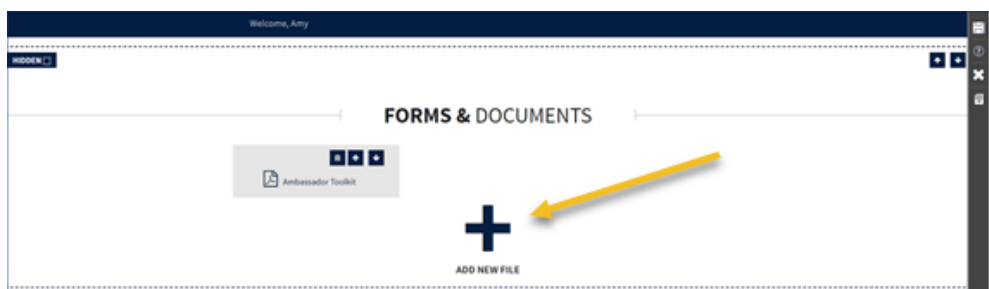 Welcome, Amy
HIDDEN
FORMS & DOCUMENTS
Ambassador Toolkit
ADD NEW FILE